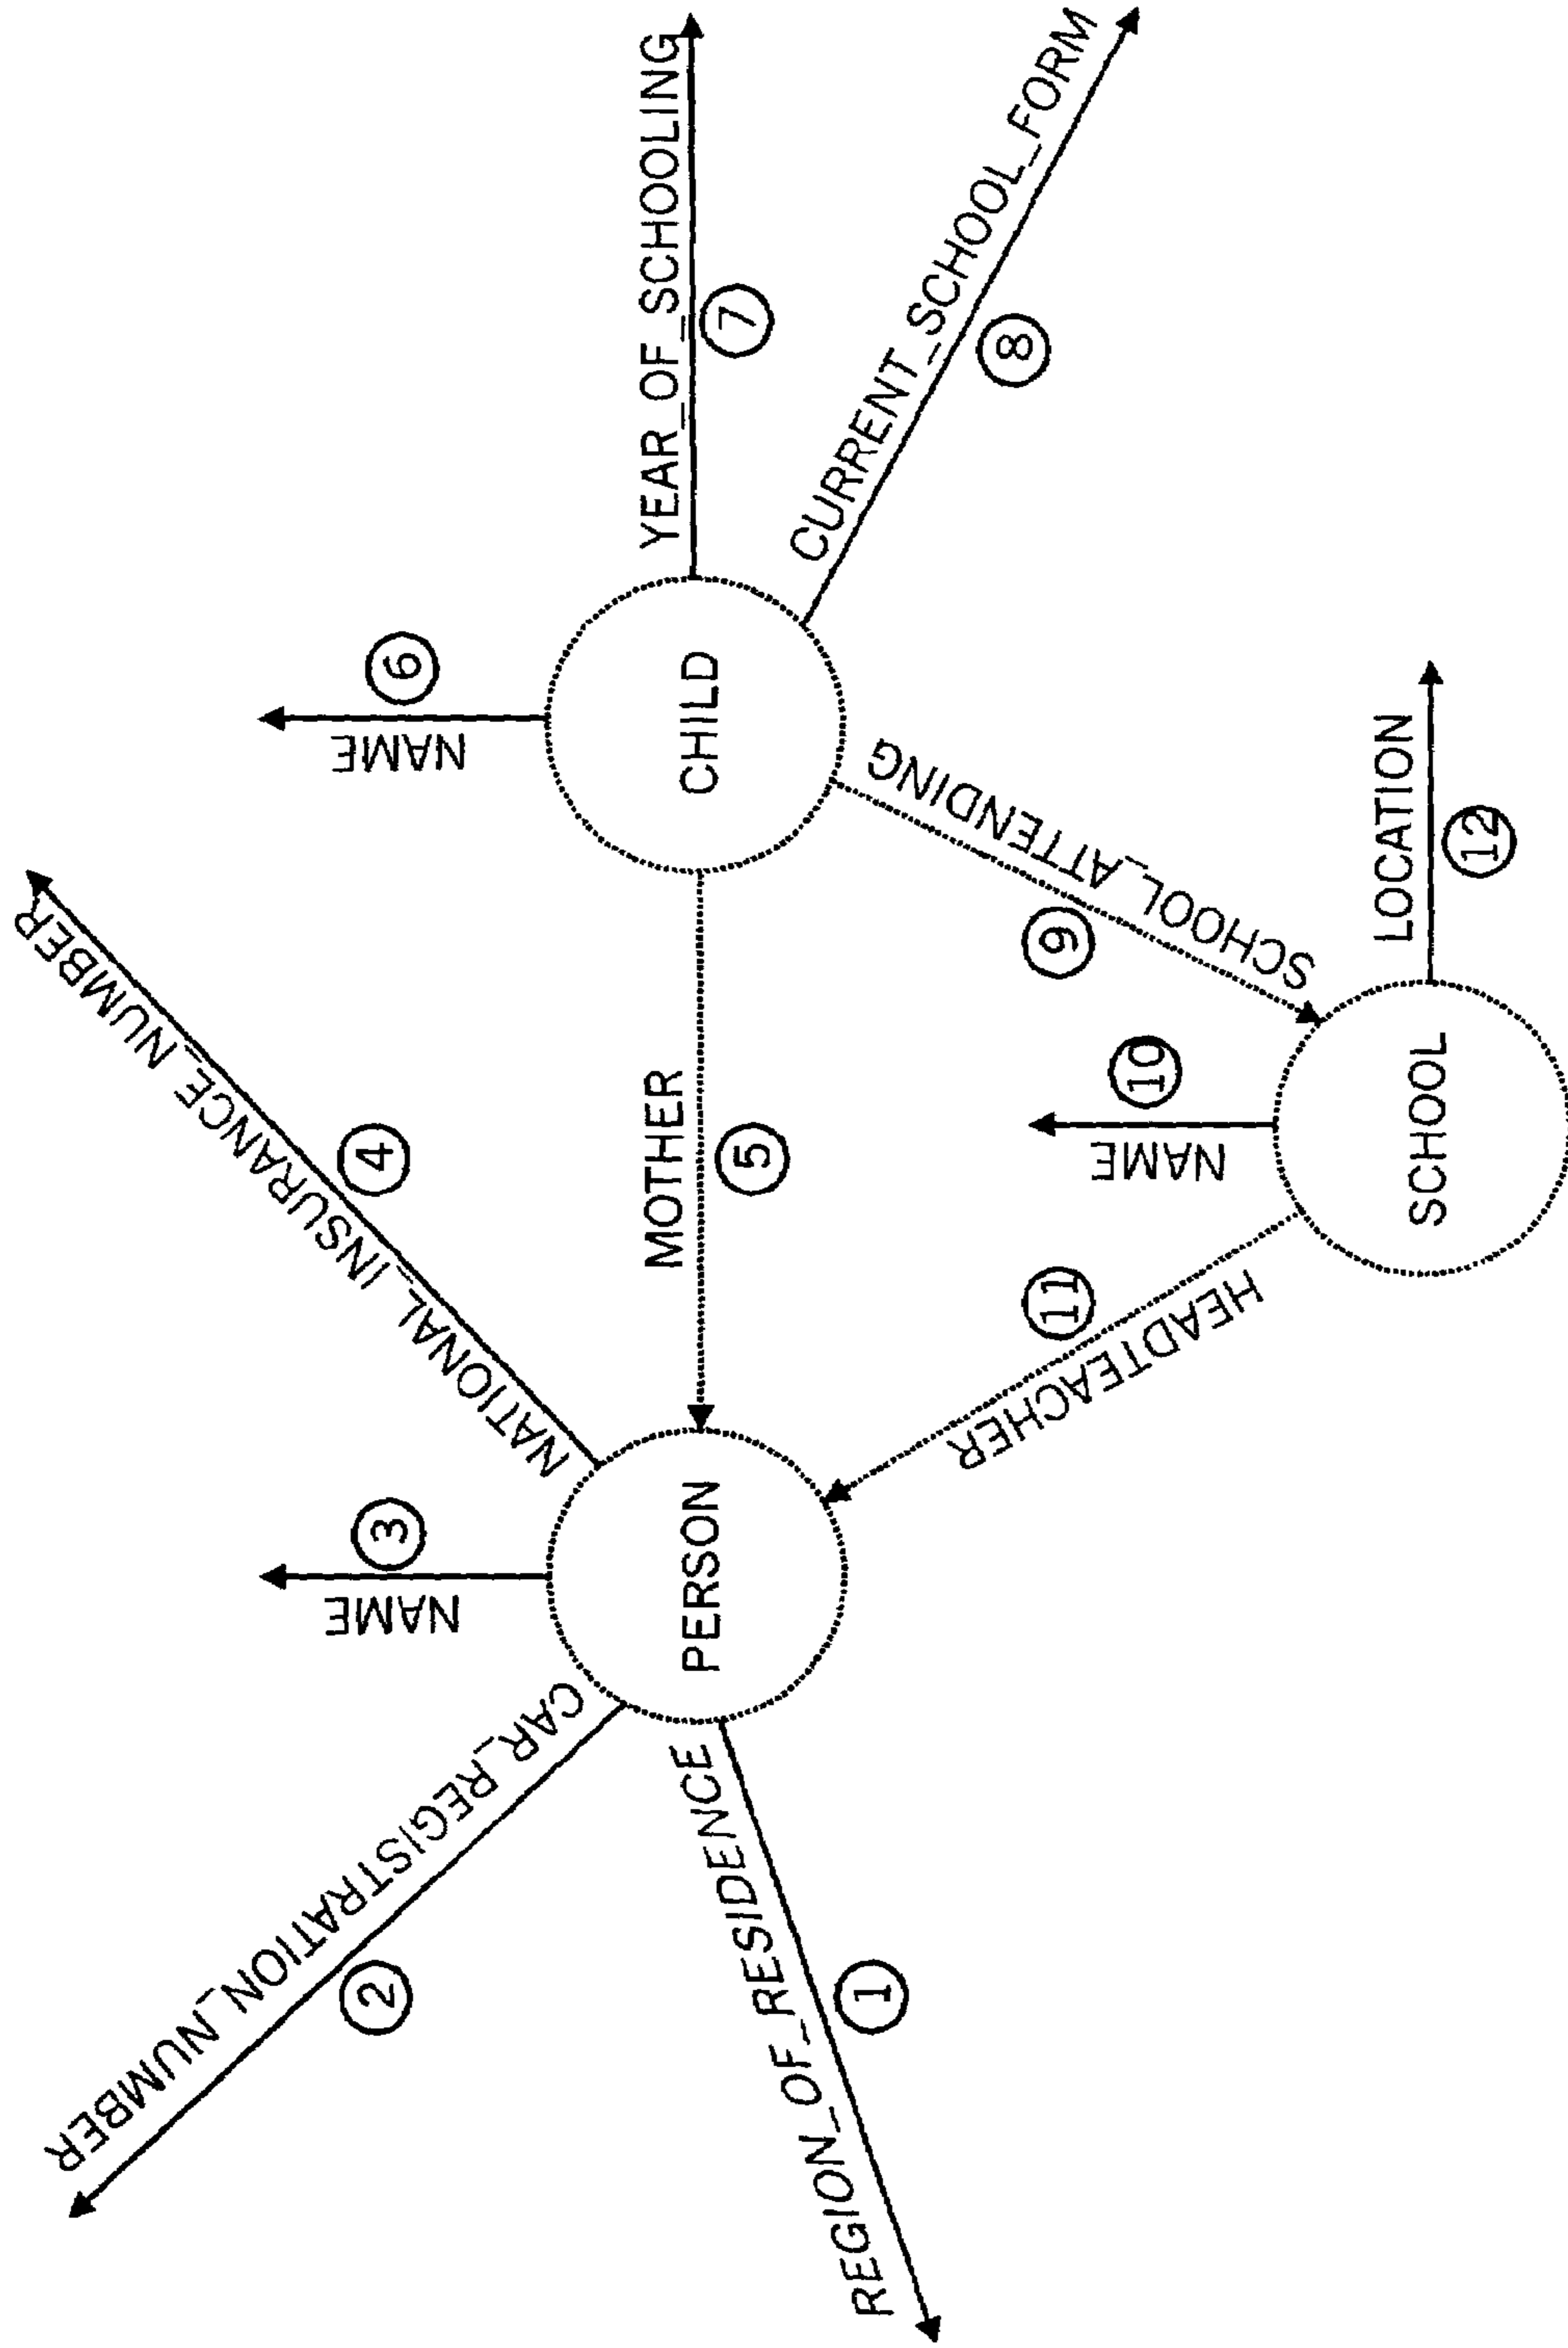 REGION_OF_RESIDENCE
1
CAR_REGISTRATION_NUMBER
2
NAME
3
NATIONAL_INSURANCE_NUMBER
4
PERSON
MOTHER
5
NAME
6
CHILD
YEAR_OF_SCHOOLING
7
CURRENT_SCHOOL_FORM
8
SCHOOL_ATTENDING
9
NAME
10
HEADTEACHER
11
SCHOOL
LOCATION
12